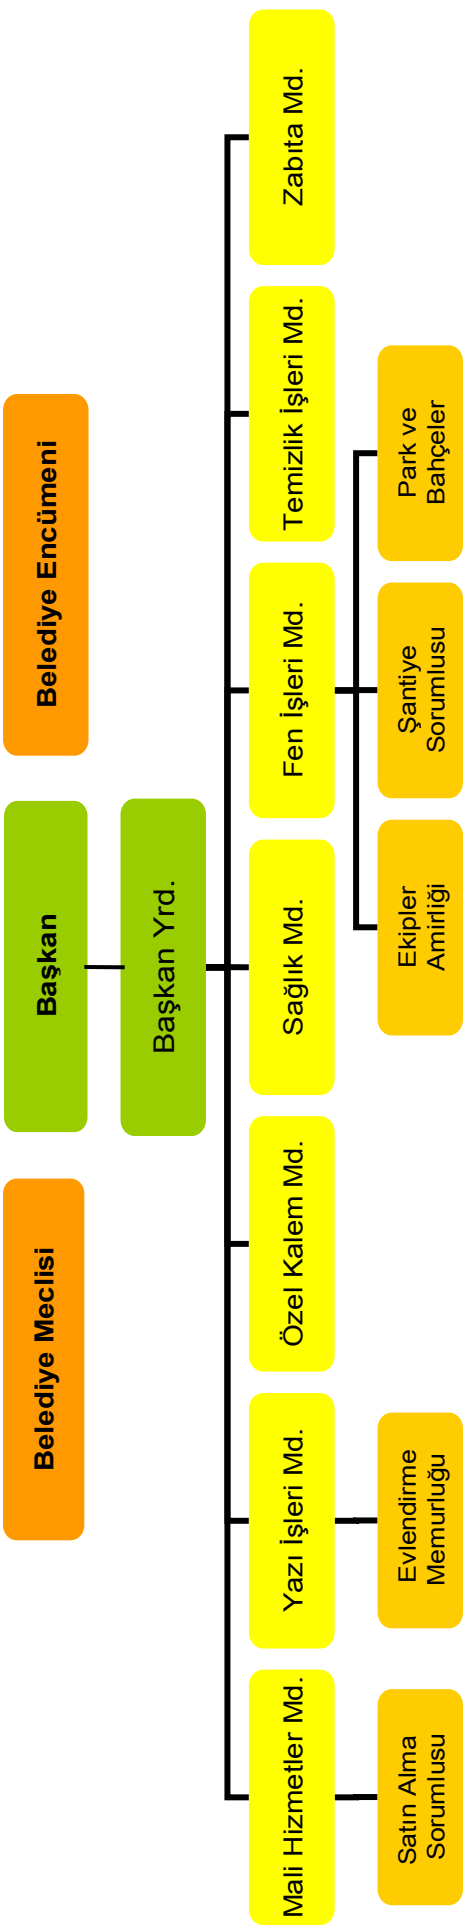 Belediye Meclisi
Başkan
Belediye Encümeni
Başkan Yrd.
Mali Hizmetler Md.
Yazı İşleri Md.
Özel Kalem Md.
Sağlık Md.
Fen İşleri Md.
Temizlik İşleri Md.
Zabıta Md.
Satın Alma
Sorumlusu
Evlendirme
Memurluğu
Ekipler
Amirliği
Şantiye
Sorumlusu
Park ve
Bahçeler